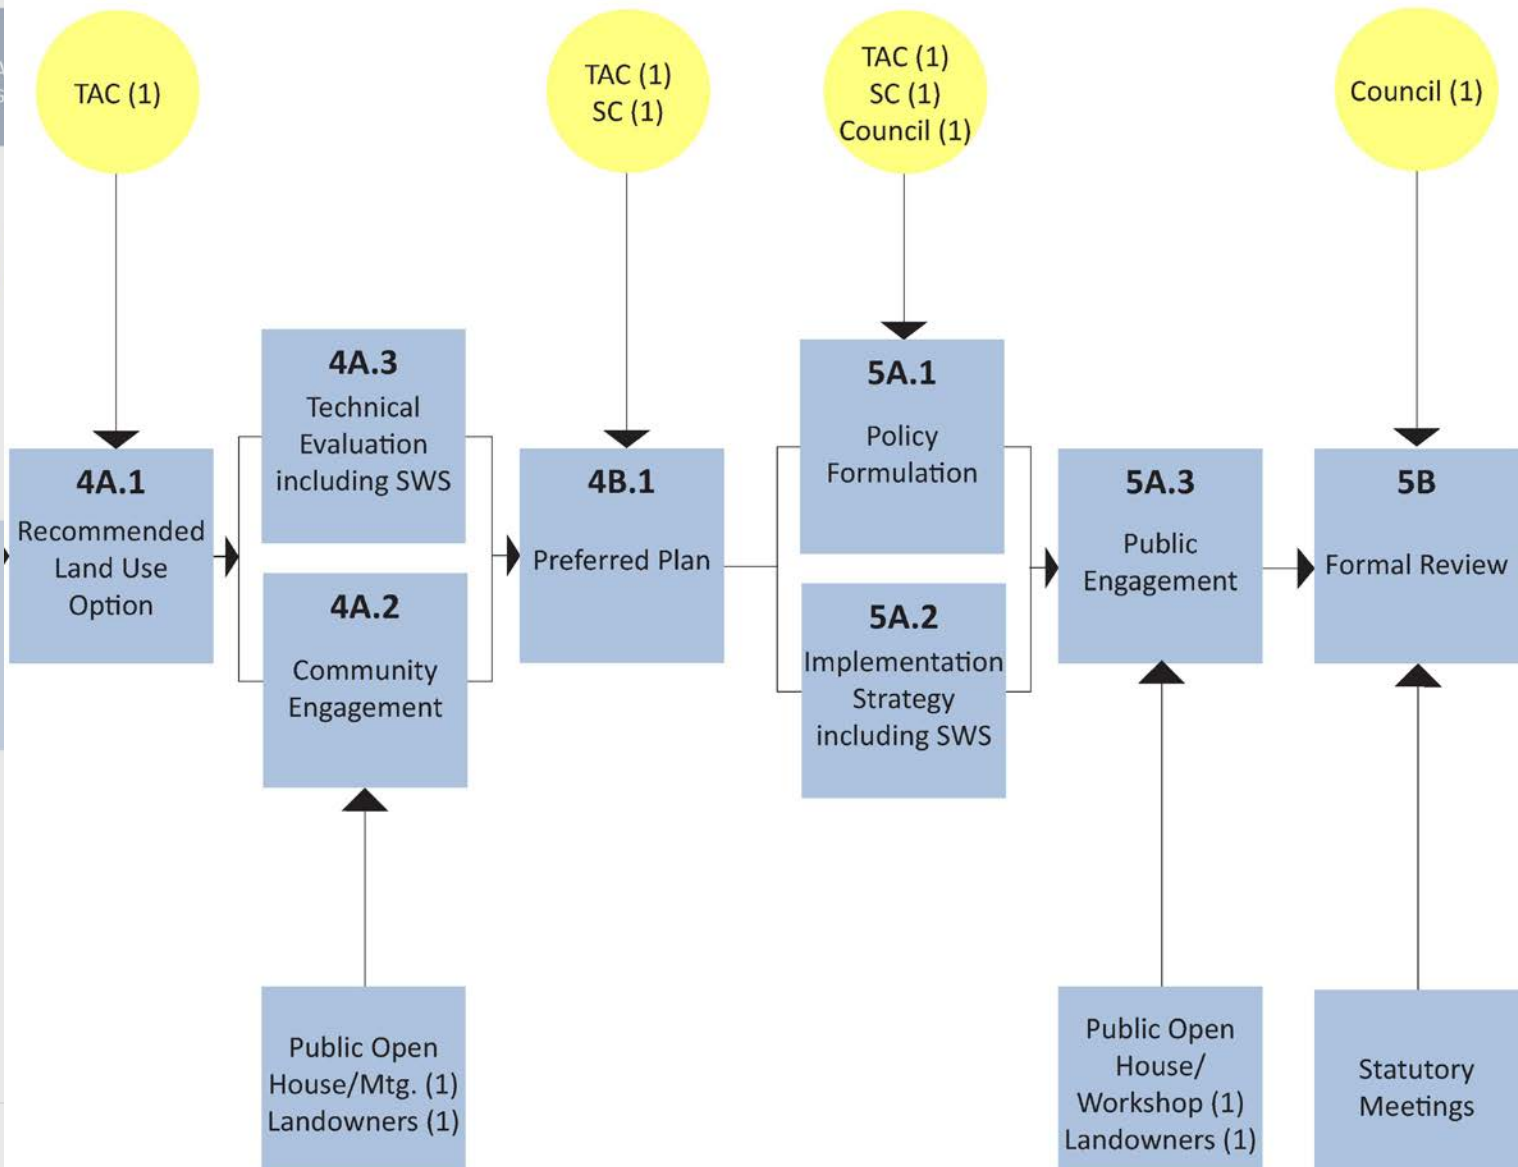 TAC (1)
TAC (1)
SC (1)
TAC (1)
SC (1)
Council (1)
Council (1)
4A.1
Recommended
Land Use
Option
4A.3
Technical
Evaluation
including SWS
4A.2
Community
Engagement
4B.1
Preferred Plan
5A.1
Policy
Formulation
5A.2
Implementation
Strategy
including SWS
5A.3
Public
Engagement
5B
Formal Review
Public Open
House/Mtg. (1)
Landowners (1)
Public Open
House/
Workshop (1)
Landowners (1)
Statutory
Meetings